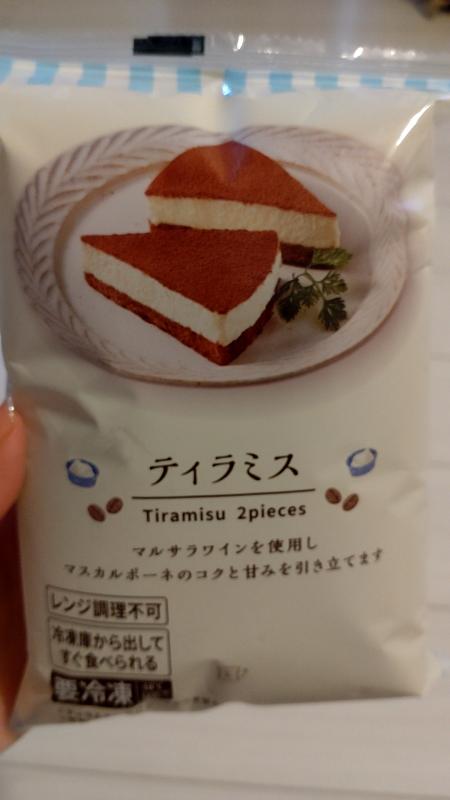 ティラミス
Tiramisu 2pieces
マルサラワインを使用し
マスカルポーネのコクと甘みを引き立てます
レンジ調理不可
冷凍庫から出して
すぐ食べられる
要冷凍